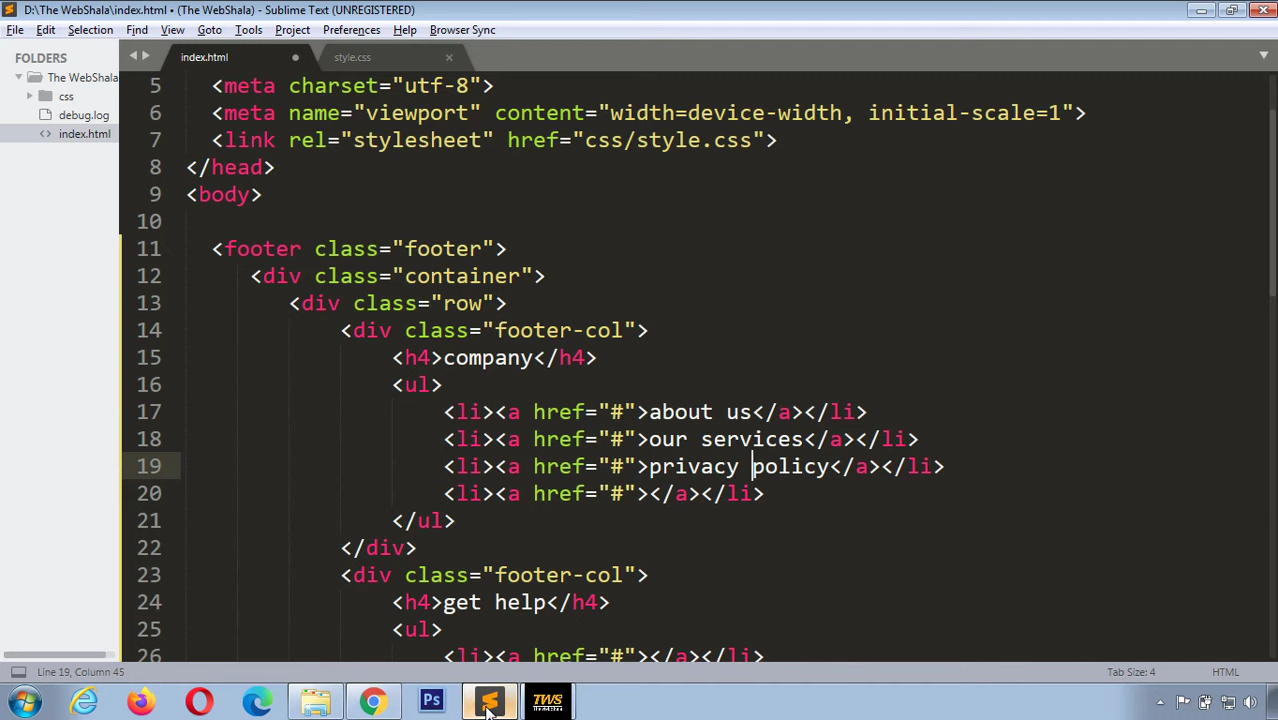 D:\The WebShala\index.html • (The WebShala) - Sublime Text (UNREGISTERED)
File Edit Selection Find View Goto Tools Project Preferences Help Browser Sync
FOLDERS
The WebShala
css
debug.log
index.html
index.html style.css
5 <meta charset="utf-8">
6 <meta name="viewport" content="width=device-width, initial-scale=1">
7 <link rel="stylesheet" href="css/style.css">
8 </head>
9 <body>
10
11 <footer class="footer">
12 <div class="container">
13 <div class="row">
14 <div class="footer-col">
15 <h4>company</h4>
16 <ul>
17 <li><a href="#">about us</a></li>
18 <li><a href="#">our services</a></li>
19 <li><a href="#">privacy policy</a></li>
20 <li><a href="#"></a></li>
21 </ul>
22 </div>
23 <div class="footer-col">
24 <h4>get help</h4>
25 <ul>
26 <li><a href="#"></a></li>
Line 19, Column 45 Tab Size: 4 HTML
Ps TWS